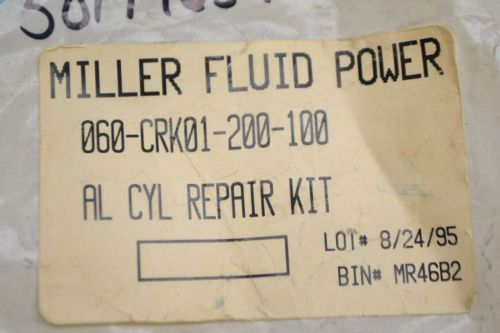 MILLER FLUID POWER
060-CRK01-200-100
AL CYL REPAIR KIT
LOT# 8/24/95
BIN# MR46B2